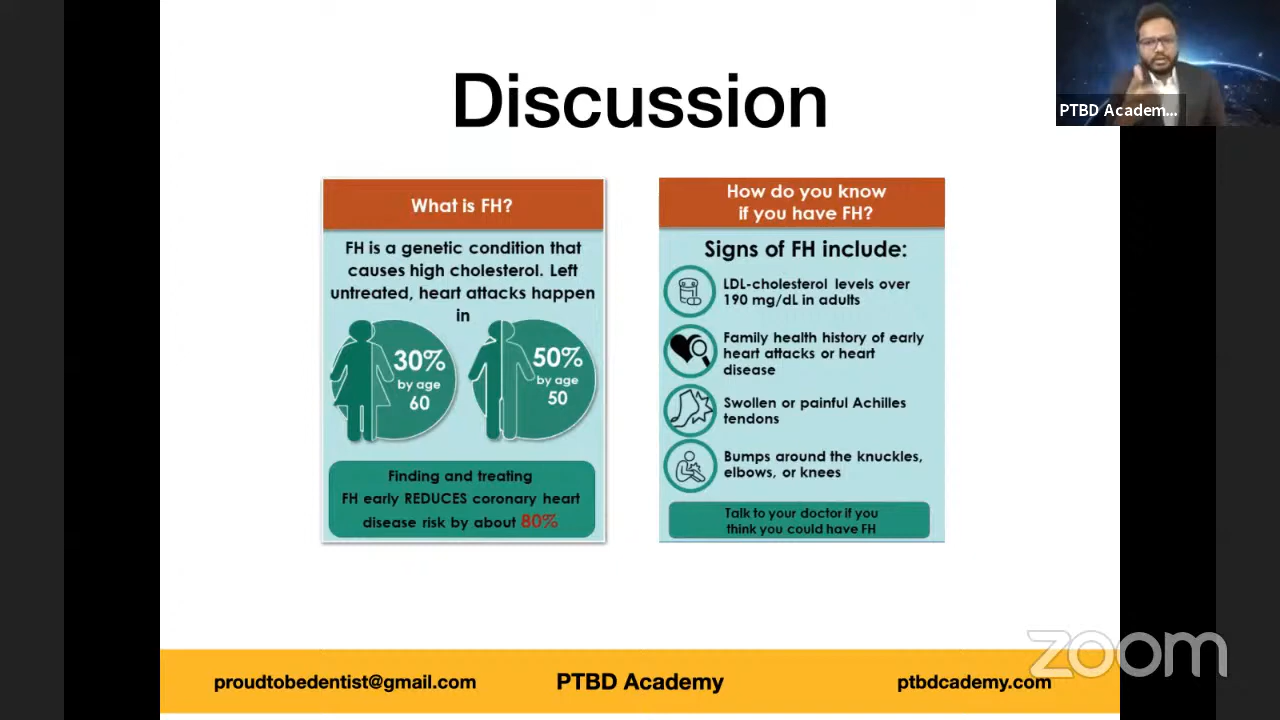 Discussion
PTBD Academ...
What is FH?
FH is a genetic condition that
causes high cholesterol. Left
untreated, heart attacks happen
in
30%
by age
60
50%
by age
50
Finding and treating
FH early REDUCES coronary heart
disease risk by about 80%
How do you know
if you have FH?
Signs of FH include:
LDL-cholesterol levels over
190 mg/dL in adults
Family health history of early
heart attacks or heart
disease
Swollen or painful Achilles
tendons
Bumps around the knuckles,
elbows, or knees
Talk to your doctor if you
think you could have FH
zoom
proudtobedentist@gmail.com
PTBD Academy
ptbdcademy.com